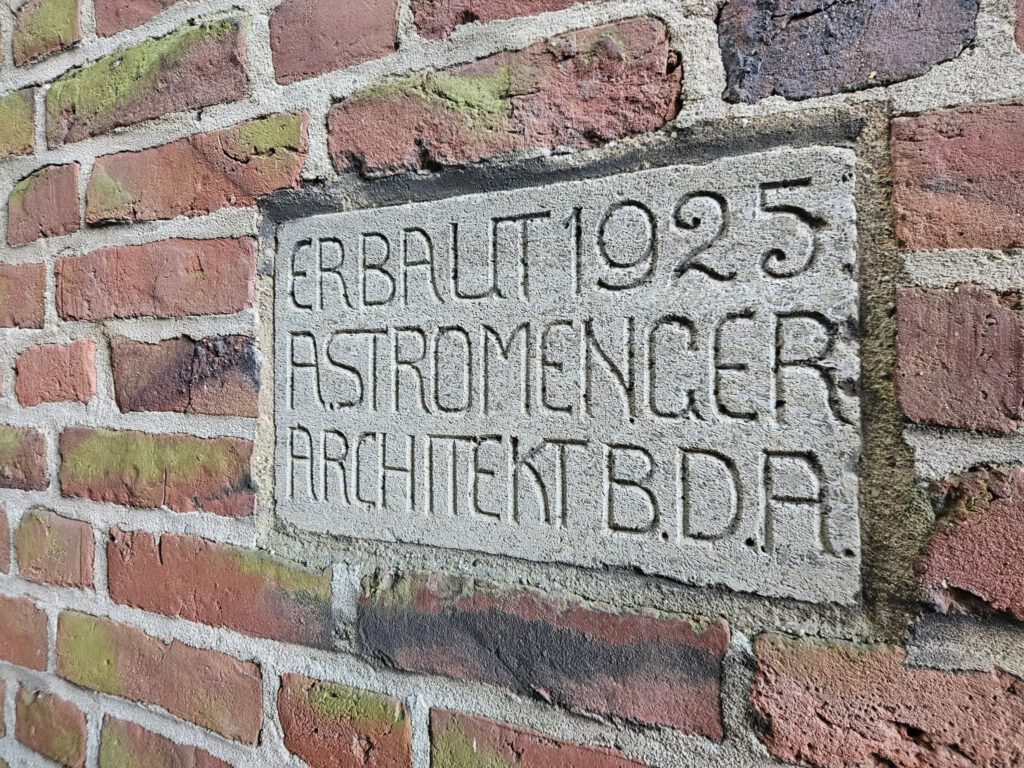 ERBAUT 1925
A.STROMENGER
ARCHITEKT B.D.A.